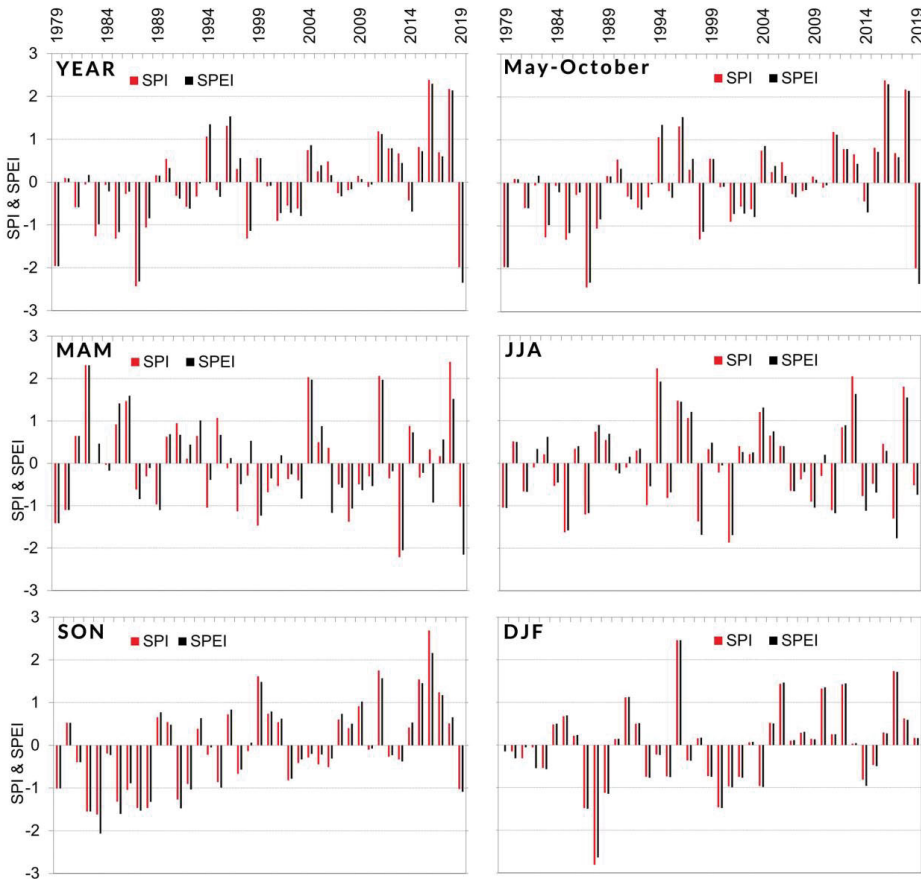 1979 1984 1989 1994 1999 2004 2009 2014 2019
1979 1984 1989 1994 1999 2004 2009 2014 2019
YEAR
SPI SPEI
3
2
1
0
-1
-2
-3
SPI & SPEI
May-October
SPI SPEI
MAM
SPI SPEI
3
2
1
0
-1
-2
-3
SPI & SPEI
JJA
SPI SPEI
SON
SPI SPEI
3
2
1
0
-1
-2
-3
SPI & SPEI
DJF
SPI SPEI